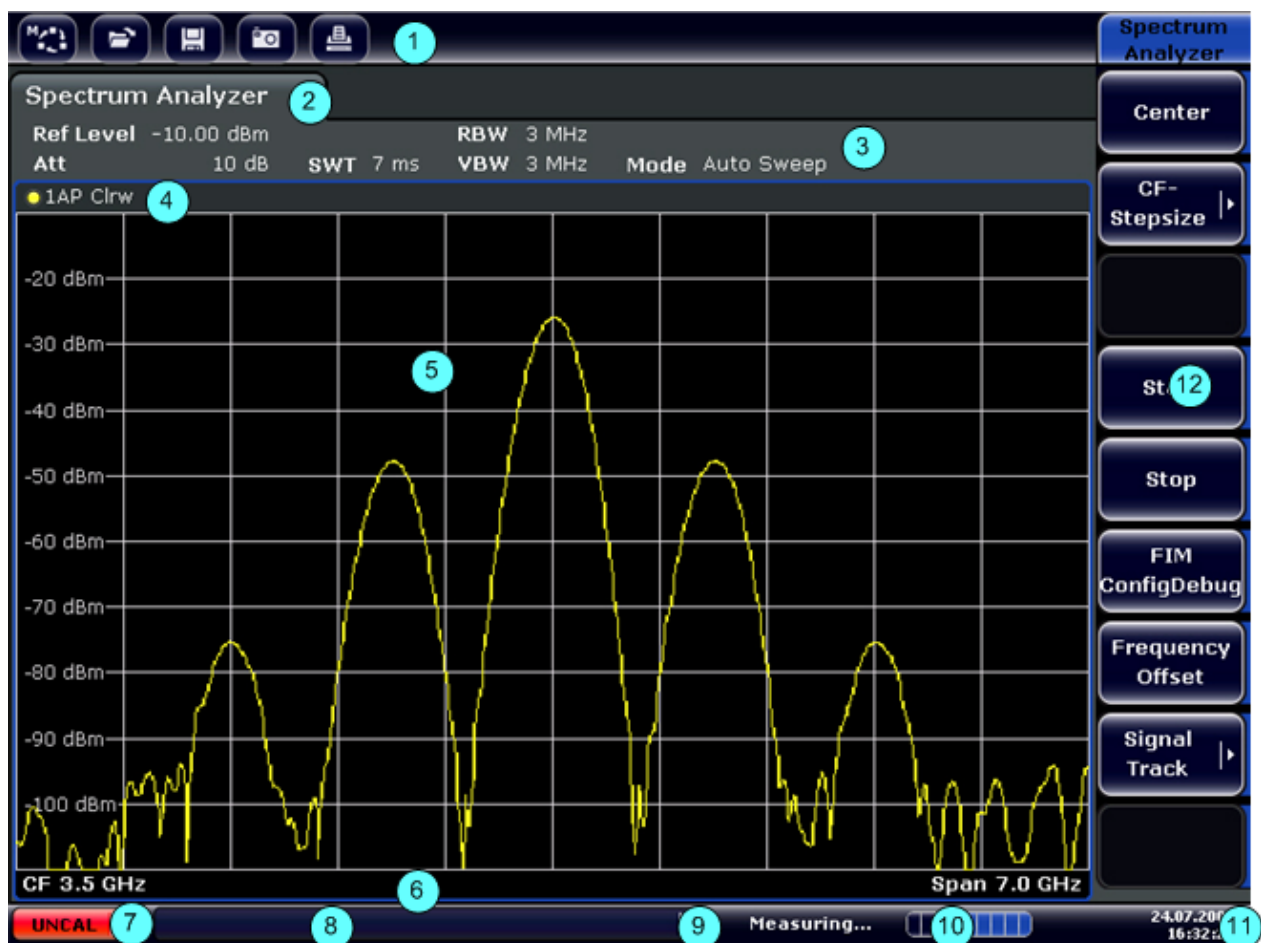 M
1
Spectrum
Analyzer
Spectrum Analyzer
2
Ref Level -10.00 dBm RBW 3 MHz
3
Att 10 dB SWT 7 ms VBW 3 MHz Mode Auto Sweep
1AP Clrw
4
-20 dBm
-30 dBm
5
-40 dBm
-50 dBm
-60 dBm
-70 dBm
-80 dBm
-90 dBm
-100 dBm
CF 3.5 GHz
6
Span 7.0 GHz
Center
CF-
Stepsize
12
Stop
FIM
ConfigDebug
Frequency
Offset
Signal
Track
UNCAL
7
8
9
Measuring...
10
11